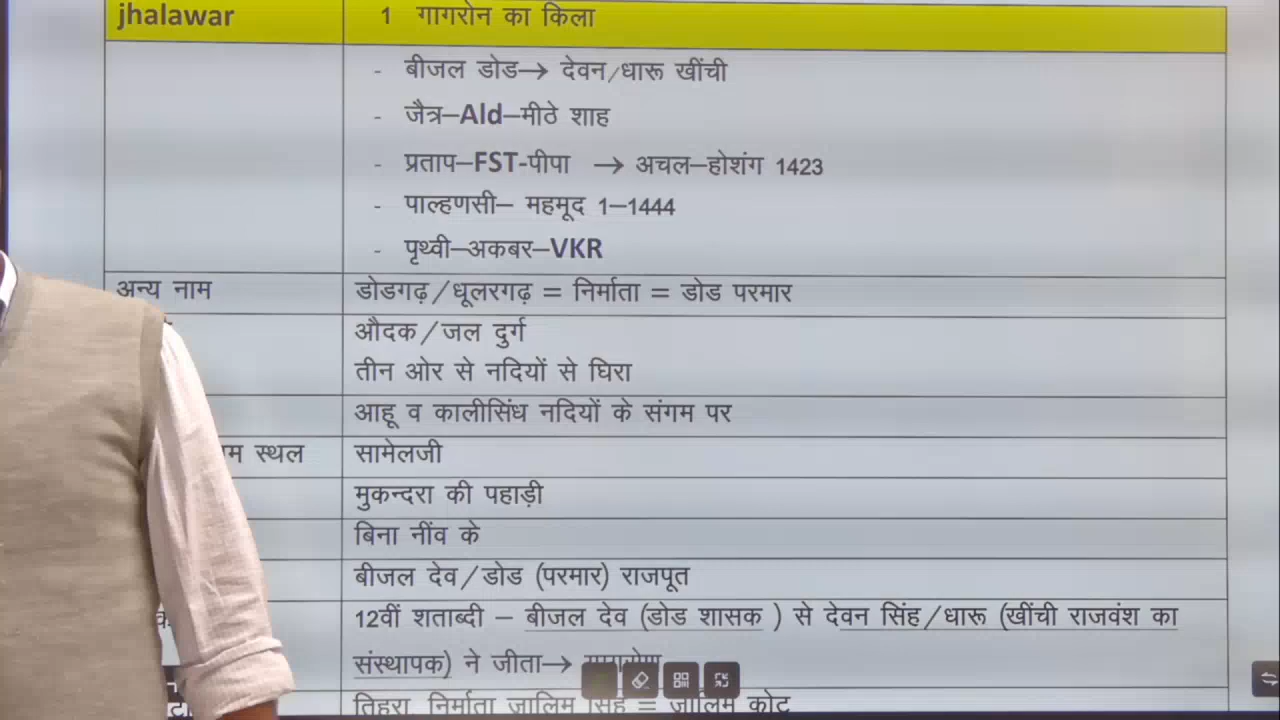 jhalawar 1 गागरोन का किला
- बीजल डोड→ देवन/धारू खींची
- जैत्र–Ald–मीठे शाह
- प्रताप–FST-पीपा → अचल–होशंग 1423
- पाल्हणसी– महमूद 1–1444
- पृथ्वी–अकबर–VKR
अन्य नाम डोडगढ़/धूलरगढ़ = निर्माता = डोड परमार
औदक/जल दुर्ग
तीन ओर से नदियों से घिरा
आहू व कालीसिंध नदियों के संगम पर
स्थल सामेलजी
मुकन्दरा की पहाड़ी
बिना नींव के
बीजल देव/डोड (परमार) राजपूत
12वीं शताब्दी – बीजल देव (डोड शासक ) से देवन सिंह/धारू (खींची राजवंश का
संस्थापक) ने जीता→
तिहरा निर्माता जालिम सिंह = जालिम कोट